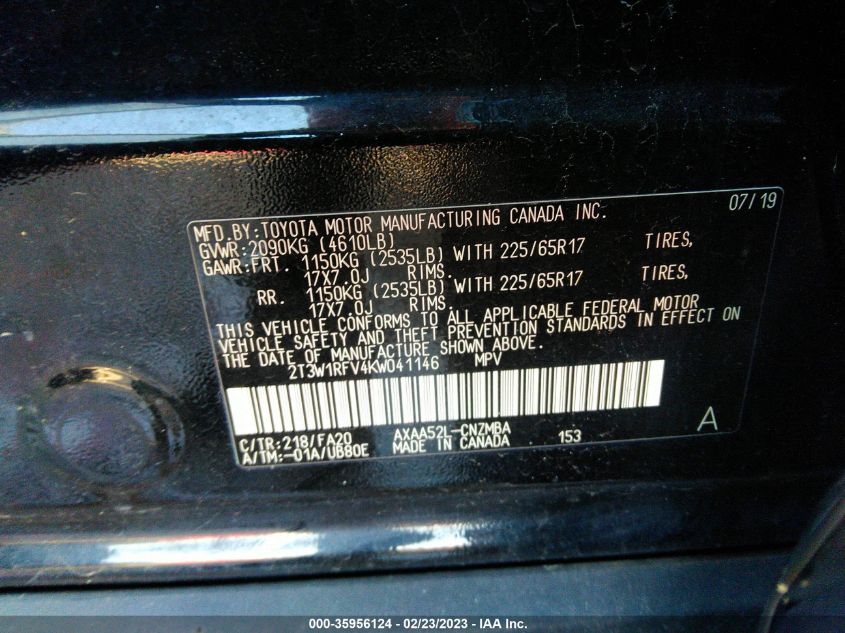 07/19
MFD.BY:TOYOTA MOTOR MANUFACTURING CANADA INC.
GVWR:2090KG (4610LB)
GAWR:FRT. 1150KG (2535LB) WITH 225/65R17 TIRES,
17X7.0J RIMS.
RR. 1150KG (2535LB) WITH 225/65R17 TIRES,
17X7.0J RIMS.
THIS VEHICLE CONFORMS TO ALL APPLICABLE FEDERAL MOTOR
VEHICLE SAFETY AND THEFT PREVENTION STANDARDS IN EFFECT ON
THE DATE OF MANUFACTURE SHOWN ABOVE.
2T3W1RFV4KW041146 MPV
C/TR:218/FA20 AXAA52L-CNZMBA 153 A
A/TM:-01A/UB80E MADE IN CANADA
000-35956124 - 02/23/2023 - IAA Inc.